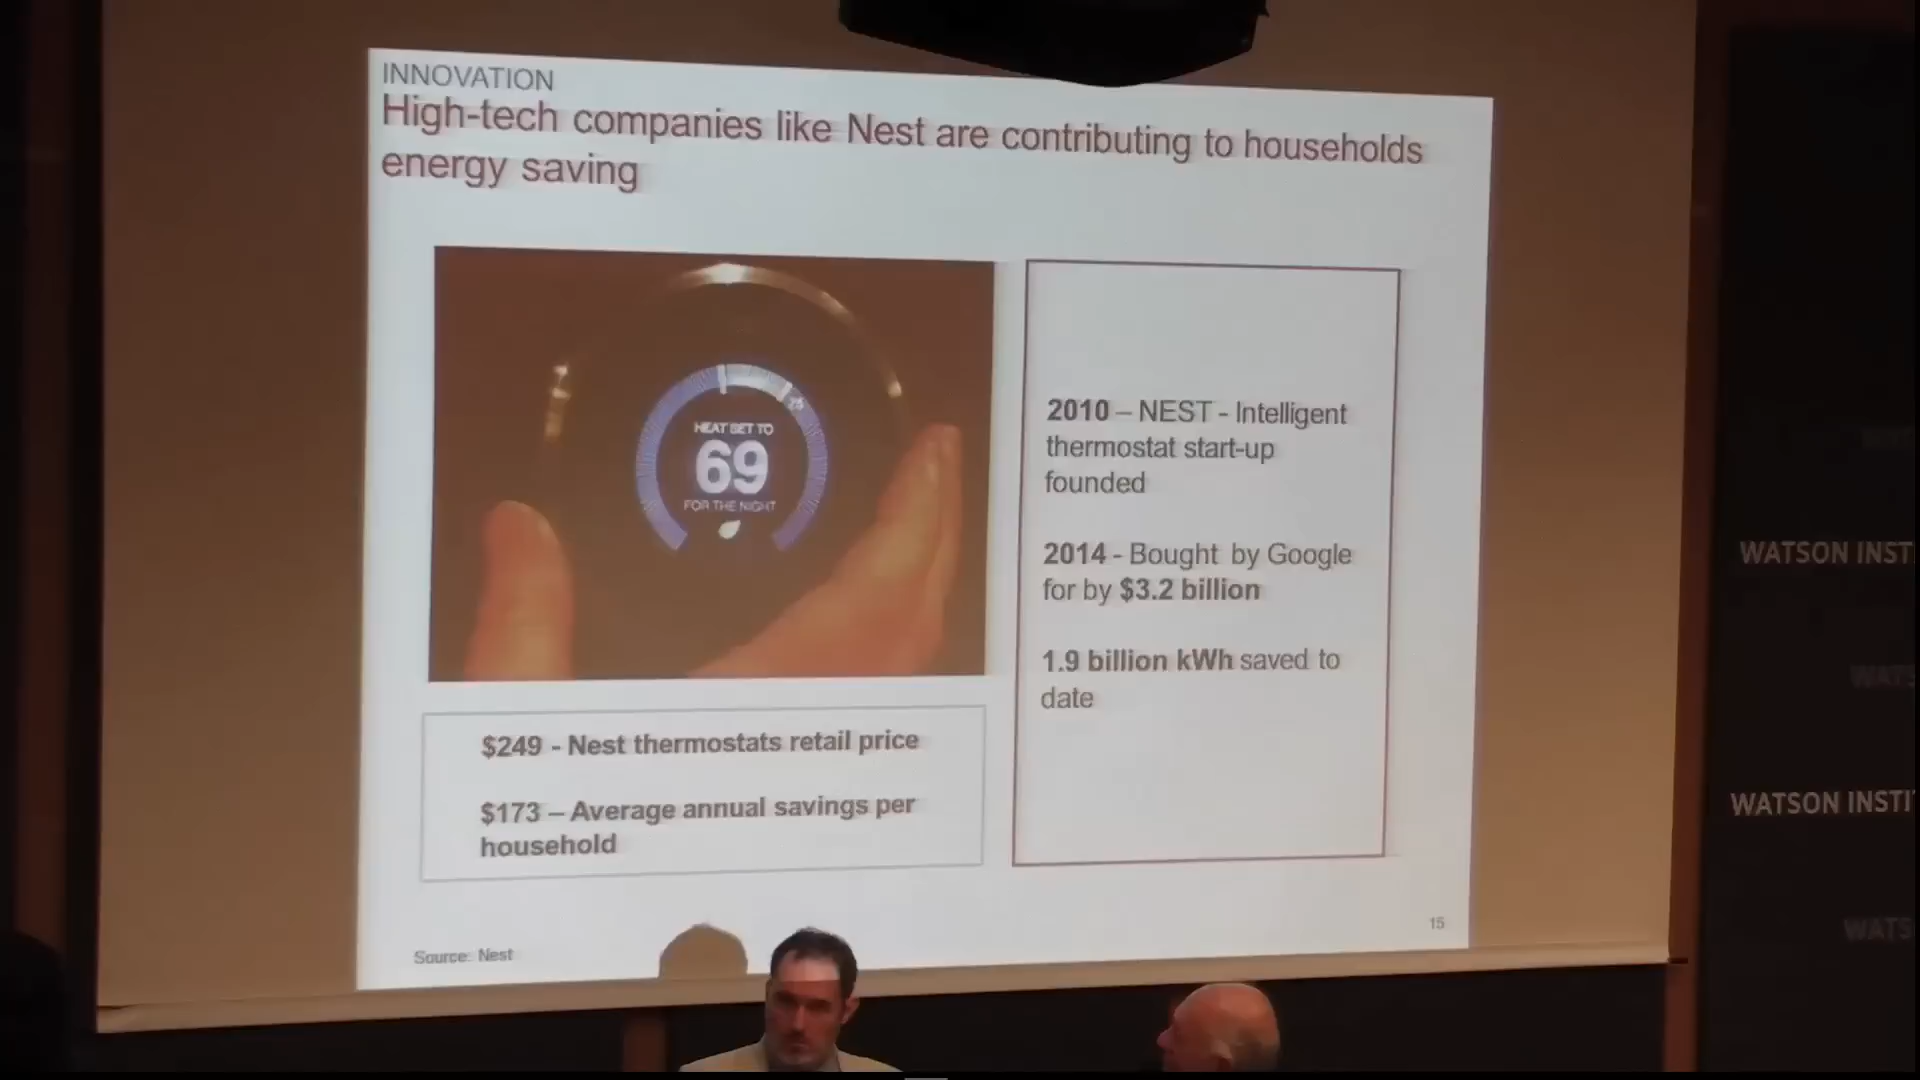 INNOVATION
High-tech companies like Nest are contributing to households
energy saving
HEAT SET TO
69
FOR THE NIGHT
2010 – NEST - Intelligent
thermostat start-up
founded
2014 - Bought by Google
for by $3.2 billion
1.9 billion kWh saved to
date
$249 - Nest thermostats retail price
$173 – Average annual savings per
household
15
Source: Nest
WATSON INST
WATS
WATSON INSTI
WATS